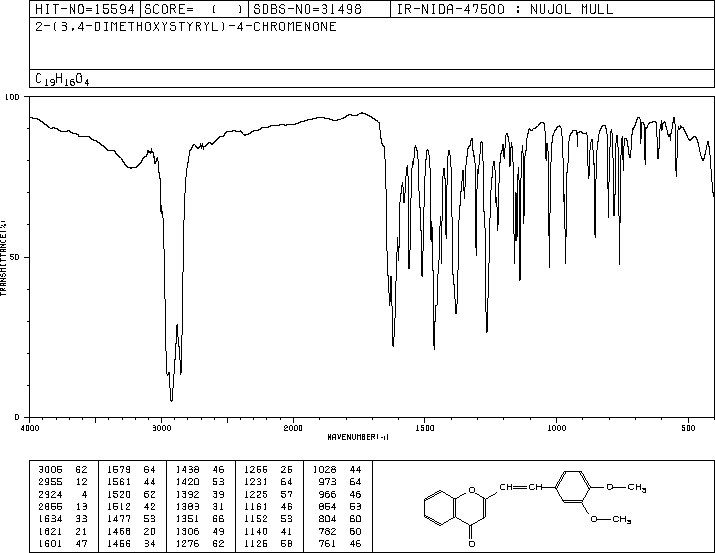 HIT-NO=15594 SCORE= ( ) SDBS-NO=31498 IR-NIDA-47500 : NUJOL MULL
2-(3,4-DIMETHOXYSTYRYL)-4-CHROMENONE
C19H16O4
100
50
0
TRANSMITTANCE(%)
4000 3000 2000 1500 1000 500
WAVENUMBER(-1)
3005 62 1579 64 1438 46 1265 25 1028 44
2955 12 1561 44 1420 53 1231 64 973 64
2924 4 1520 62 1392 39 1225 57 966 46
2855 13 1512 42 1383 31 1161 46 854 53
1634 33 1477 53 1351 66 1152 53 804 60
1621 21 1468 20 1306 49 1140 41 782 60
1601 47 1456 34 1276 62 1126 58 761 46
O CH=CH O-CH3
O-CH3
O